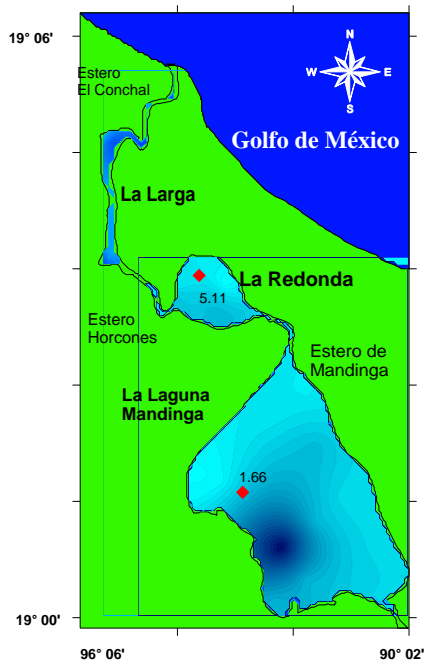 19° 06'
N
W E
S
Estero
El Conchal
Golfo de México
La Larga
La Redonda
5.11
Estero
Horcones
Estero de
Mandinga
La Laguna
Mandinga
1.66
19° 00'
96° 06' 90° 02'